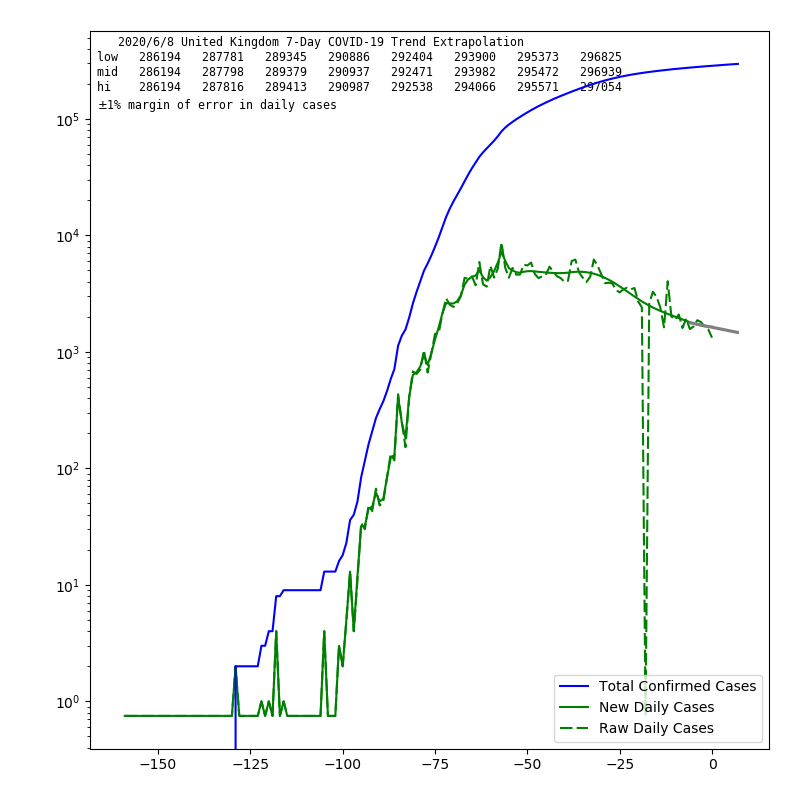 2020/6/8 United Kingdom 7-Day COVID-19 Trend Extrapolation
low 286194 287781 289345 290886 292404 293900 295373 296825
mid 286194 287798 289379 290937 292471 293982 295472 296939
hi 286194 287816 289413 290987 292538 294066 295571 297054
±1% margin of error in daily cases
10⁵
10⁴
10³
10²
10¹
10⁰
Total Confirmed Cases
New Daily Cases
Raw Daily Cases
−150 −125 −100 −75 −50 −25 0